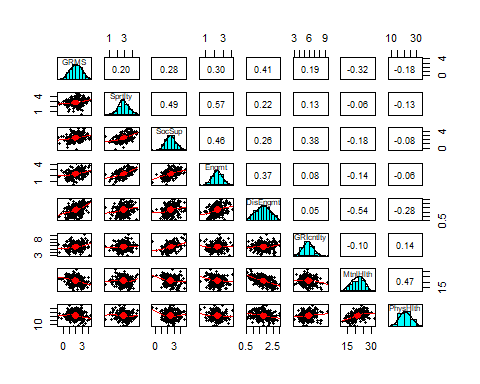 1 3 1 3 3 6 9 10 30
GRMS 0.20 0.28 0.30 0.41 0.19 -0.32 -0.18 0 4
1 4 Sprtlty 0.49 0.57 0.22 0.13 -0.06 -0.13
SocSup 0.46 0.26 0.38 -0.18 -0.08 0 4
1 4 Engmt 0.37 0.08 -0.14 -0.06
DisEngmt 0.05 -0.54 -0.28 0.5
3 8 GRIcntlty -0.10 0.14
MtnlHlth 0.47 15
10 PhysHlth
0 3 0 3 0.5 2.5 15 30